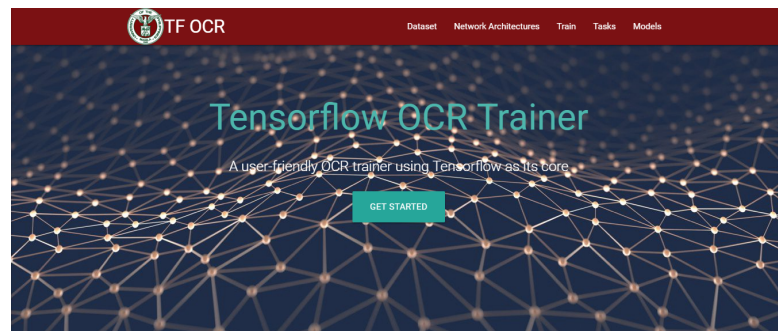 TF OCR
Dataset Network Architectures Train Tasks Models
Tensorflow OCR Trainer
A user-friendly OCR trainer using Tensorflow as its core
GET STARTED